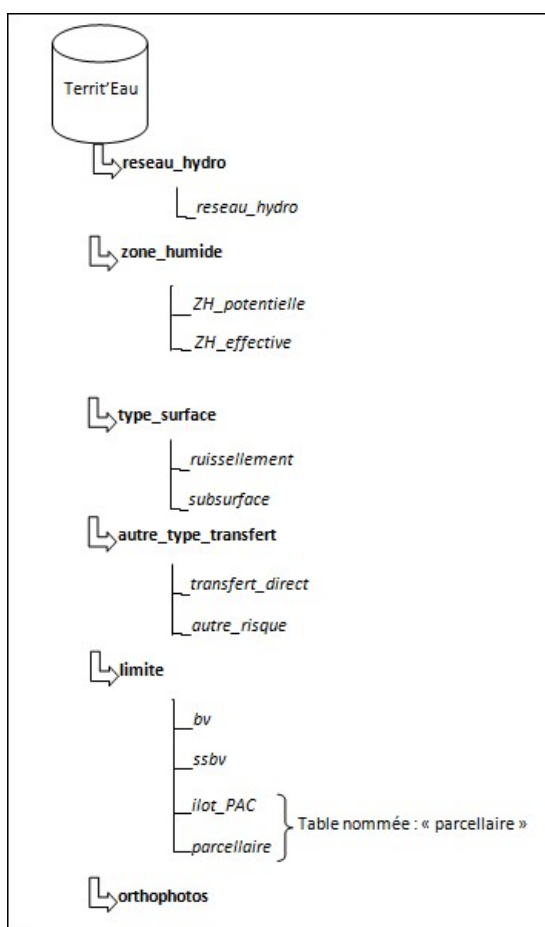 Territ'Eau
reseau_hydro
reseau_hydro
zone_humide
ZH_potentielle
ZH_effective
type_surface
ruissellement
subsurface
autre_type_transfert
transfert_direct
autre_risque
limite
bv
ssbv
ilot_PAC
Table nommée : « parcellaire »
parcellaire
orthophotos